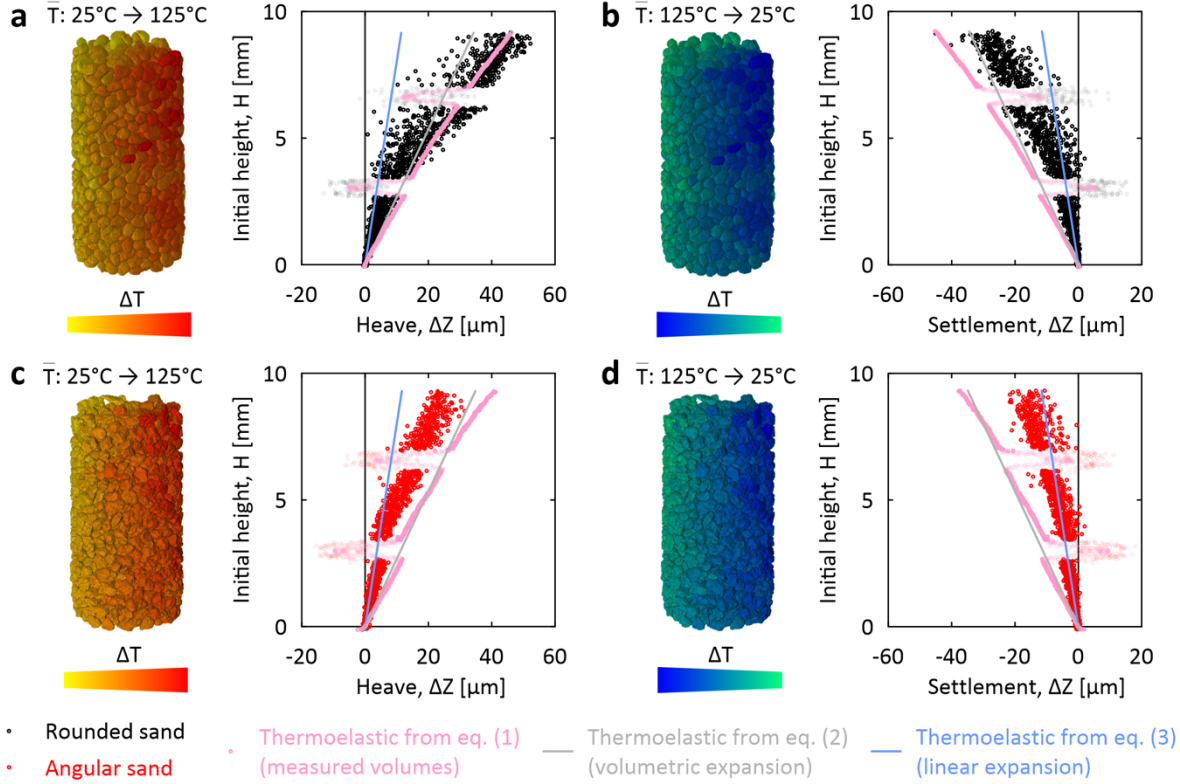 a
T̅: 25°C → 125°C
ΔT
Initial height, H [mm]
10
5
0
-20 0 20 40 60
Heave, ΔZ [µm]
b
T̅: 125°C → 25°C
ΔT
Initial height, H [mm]
10
5
0
-60 -40 -20 0 20
Settlement, ΔZ [µm]
c
T̅: 25°C → 125°C
ΔT
Initial height, H [mm]
10
5
0
-20 0 20 40 60
Heave, ΔZ [µm]
d
T̅: 125°C → 25°C
ΔT
Initial height, H [mm]
10
5
0
-60 -40 -20 0 20
Settlement, ΔZ [µm]
Rounded sand
Angular sand
Thermoelastic from eq. (1)
(measured volumes)
Thermoelastic from eq. (2)
(volumetric expansion)
Thermoelastic from eq. (3)
(linear expansion)